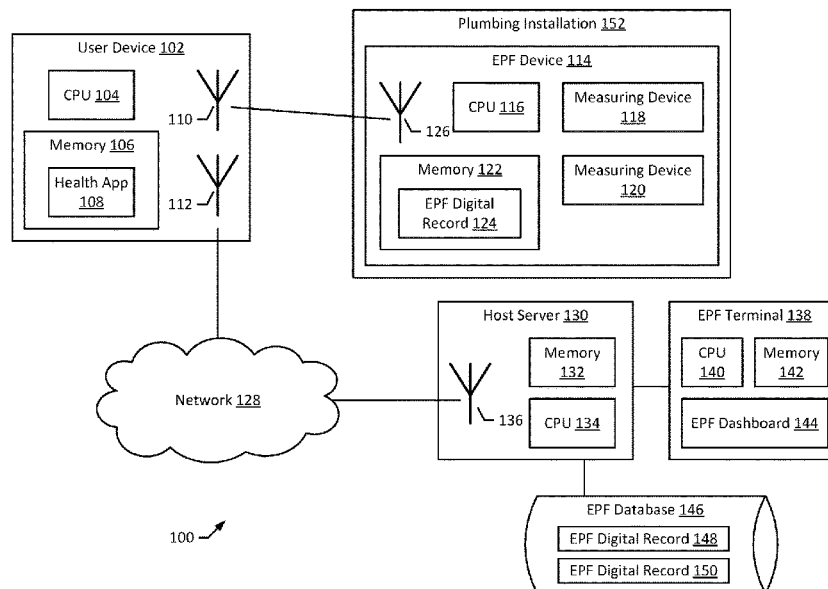 User Device 102
CPU 104
110
Memory 106
Health App
108
112
Plumbing Installation 152
EPF Device 114
126
CPU 116
Measuring Device
118
Memory 122
EPF Digital
Record 124
Measuring Device
120
Network 128
Host Server 130
Memory
132
136
CPU 134
EPF Terminal 138
CPU
140
Memory
142
EPF Dashboard 144
EPF Database 146
EPF Digital Record 148
EPF Digital Record 150
100